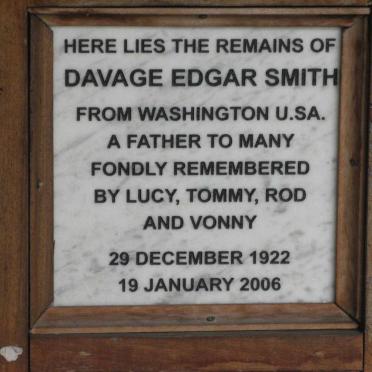 HERE LIES THE REMAINS OF
DAVAGE EDGAR SMITH
FROM WASHINGTON U.SA.
A FATHER TO MANY
FONDLY REMEMBERED
BY LUCY, TOMMY, ROD
AND VONNY
29 DECEMBER 1922
19 JANUARY 2006